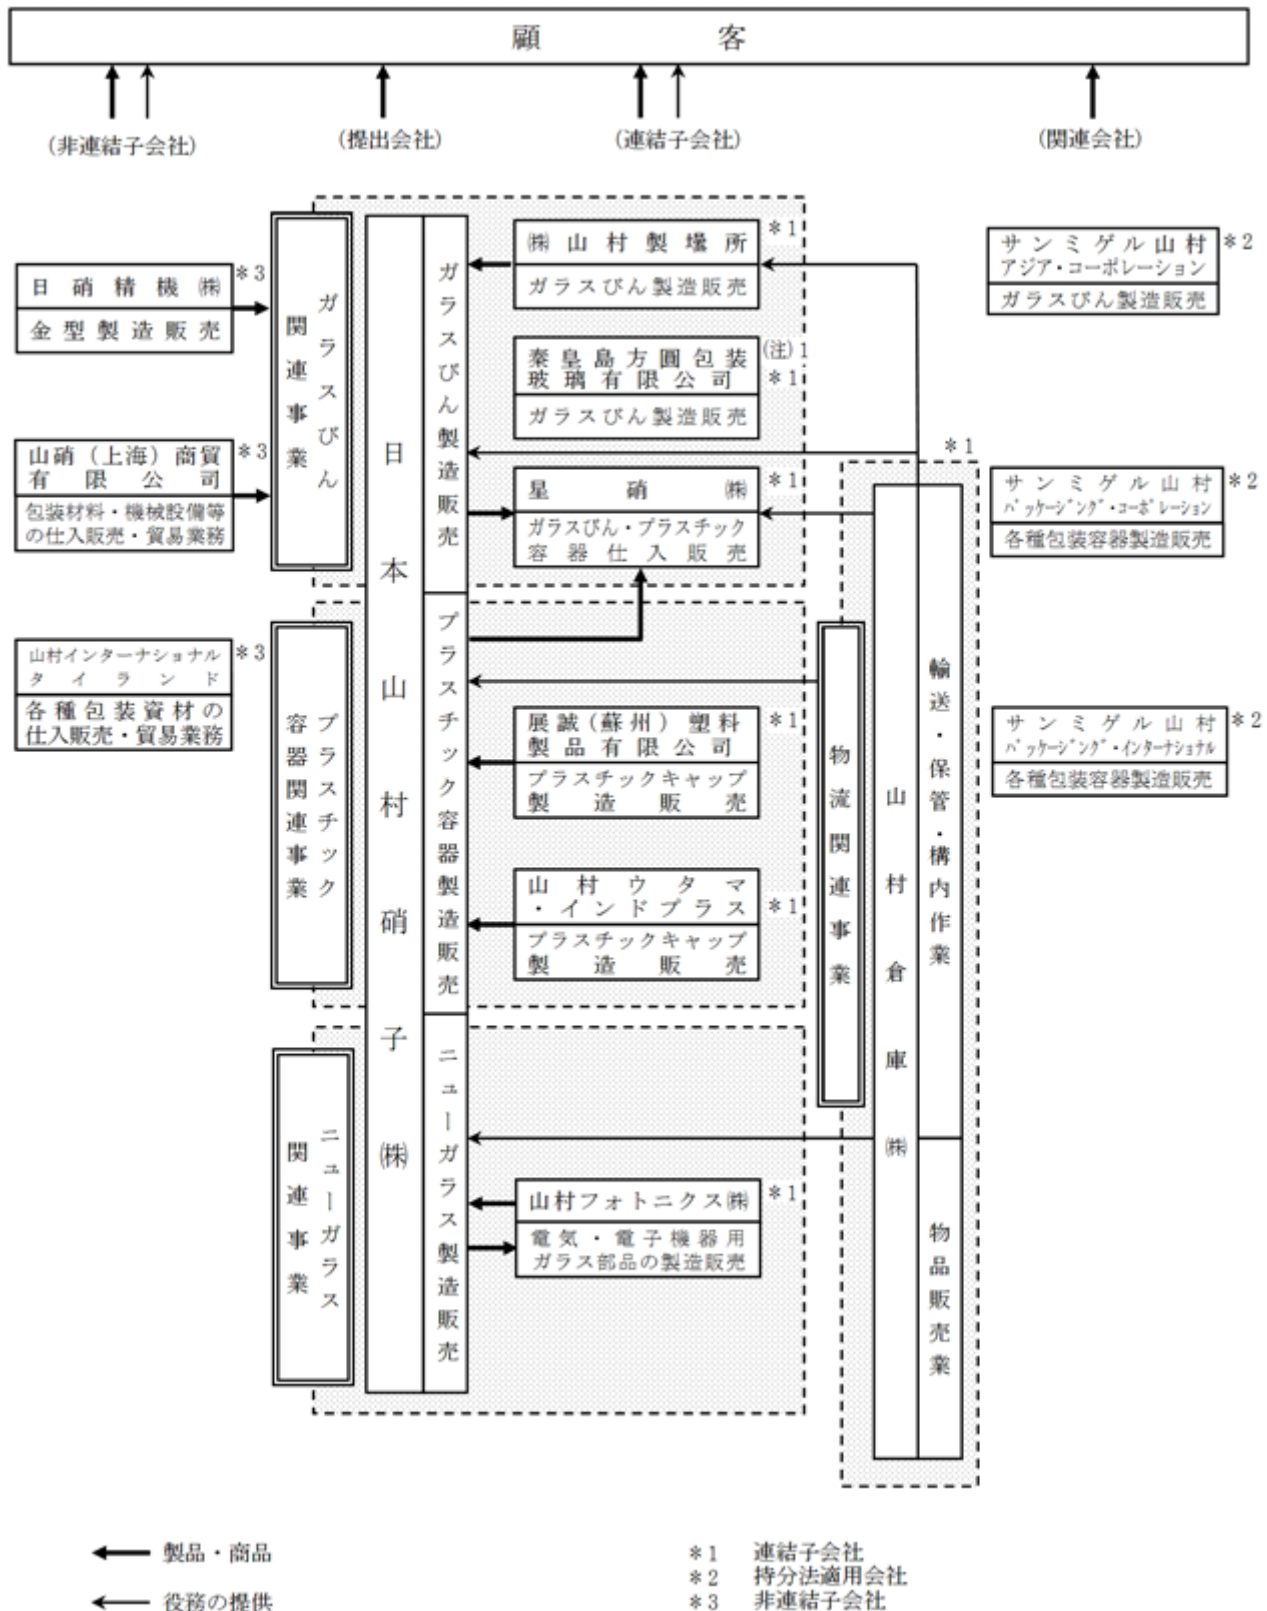 顧客
(非連結子会社)
(提出会社)
(連結子会社)
(関連会社)
日硝精機㈱
*3
金型製造販売
山硝（上海）商貿
有限公司
*3
包装材料・機械設備等
の仕入販売・貿易業務
山村インターナショナル
タイランド
*3
各種包装資材の
仕入販売・貿易業務
ガラスびん
関連事業
プラスチック
容器関連事業
ニューガラス
関連事業
日本山村硝子㈱
ガラスびん製造販売
プラスチック容器製造販売
ニューガラス製造販売
㈱山村製壜所
*1
ガラスびん製造販売
秦皇島方圓包装
玻璃有限公司
(注)1
*1
ガラスびん製造販売
星硝㈱
*1
ガラスびん・プラスチック
容器仕入販売
展誠(蘇州)塑料
製品有限公司
*1
プラスチックキャップ
製造販売
山村ウタマ
・インドプラス
*1
プラスチックキャップ
製造販売
山村フォトニクス㈱
*1
電気・電子機器用
ガラス部品の製造販売
物流関連事業
*1
山村倉庫㈱
輸送・保管・構内作業
物品販売業
サンミゲル山村
アジア・コーポレーション
*2
ガラスびん製造販売
サンミゲル山村
パッケージング・コーポレーション
*2
各種包装容器製造販売
サンミゲル山村
パッケージング・インターナショナル
*2
各種包装容器製造販売
製品・商品
役務の提供
*1 連結子会社
*2 持分法適用会社
*3 非連結子会社